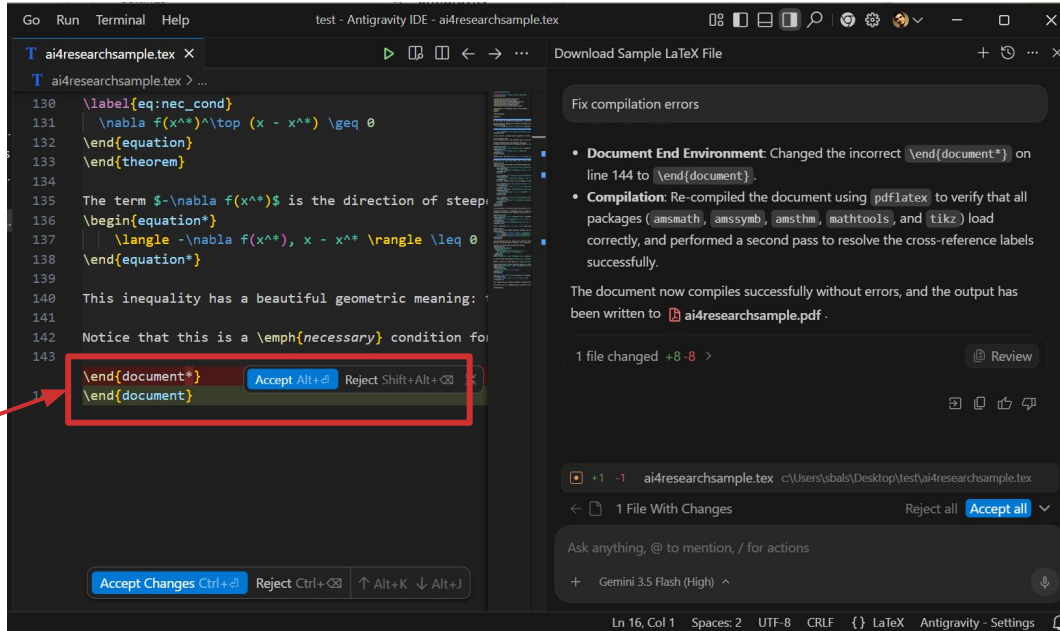 Go Run Terminal Help test - Antigravity IDE - ai4researchsample.tex
ai4researchsample.tex
ai4researchsample.tex > ...
130 \label{eq:nec_cond}
131 \nabla f(x^*)^\top (x - x^*) \geq 0
132 \end{equation}
133 \end{theorem}
134
135 The term $-\nabla f(x^*)$ is the direction of steep
136 \begin{equation*}
137 \langle -\nabla f(x^*), x - x^* \rangle \leq 0
138 \end{equation*}
139
140 This inequality has a beautiful geometric meaning:
141
142 Notice that this is a \emph{necessary} condition for
143
\end{document*}
Accept Alt+⏎ Reject Shift+Alt+⌫
\end{document}
Accept Changes Ctrl+⏎ Reject Ctrl+⌫ ↑ Alt+K ↓ Alt+J
Download Sample LaTeX File
Fix compilation errors
• Document End Environment: Changed the incorrect \end{document*} on
line 144 to \end{document}.
• Compilation: Re-compiled the document using pdflatex to verify that all
packages (amsmath, amssymb, amsthm, mathtools, and tikz) load
correctly, and performed a second pass to resolve the cross-reference labels
successfully.
The document now compiles successfully without errors, and the output has
been written to ai4researchsample.pdf .
1 file changed +8 -8 >
Review
+1 -1 ai4researchsample.tex c:\Users\sbals\Desktop\test\ai4researchsample.tex
1 File With Changes Reject all Accept all
Ask anything, @ to mention, / for actions
+ Gemini 3.5 Flash (High)
Ln 16, Col 1 Spaces: 2 UTF-8 CRLF {} LaTeX Antigravity - Settings